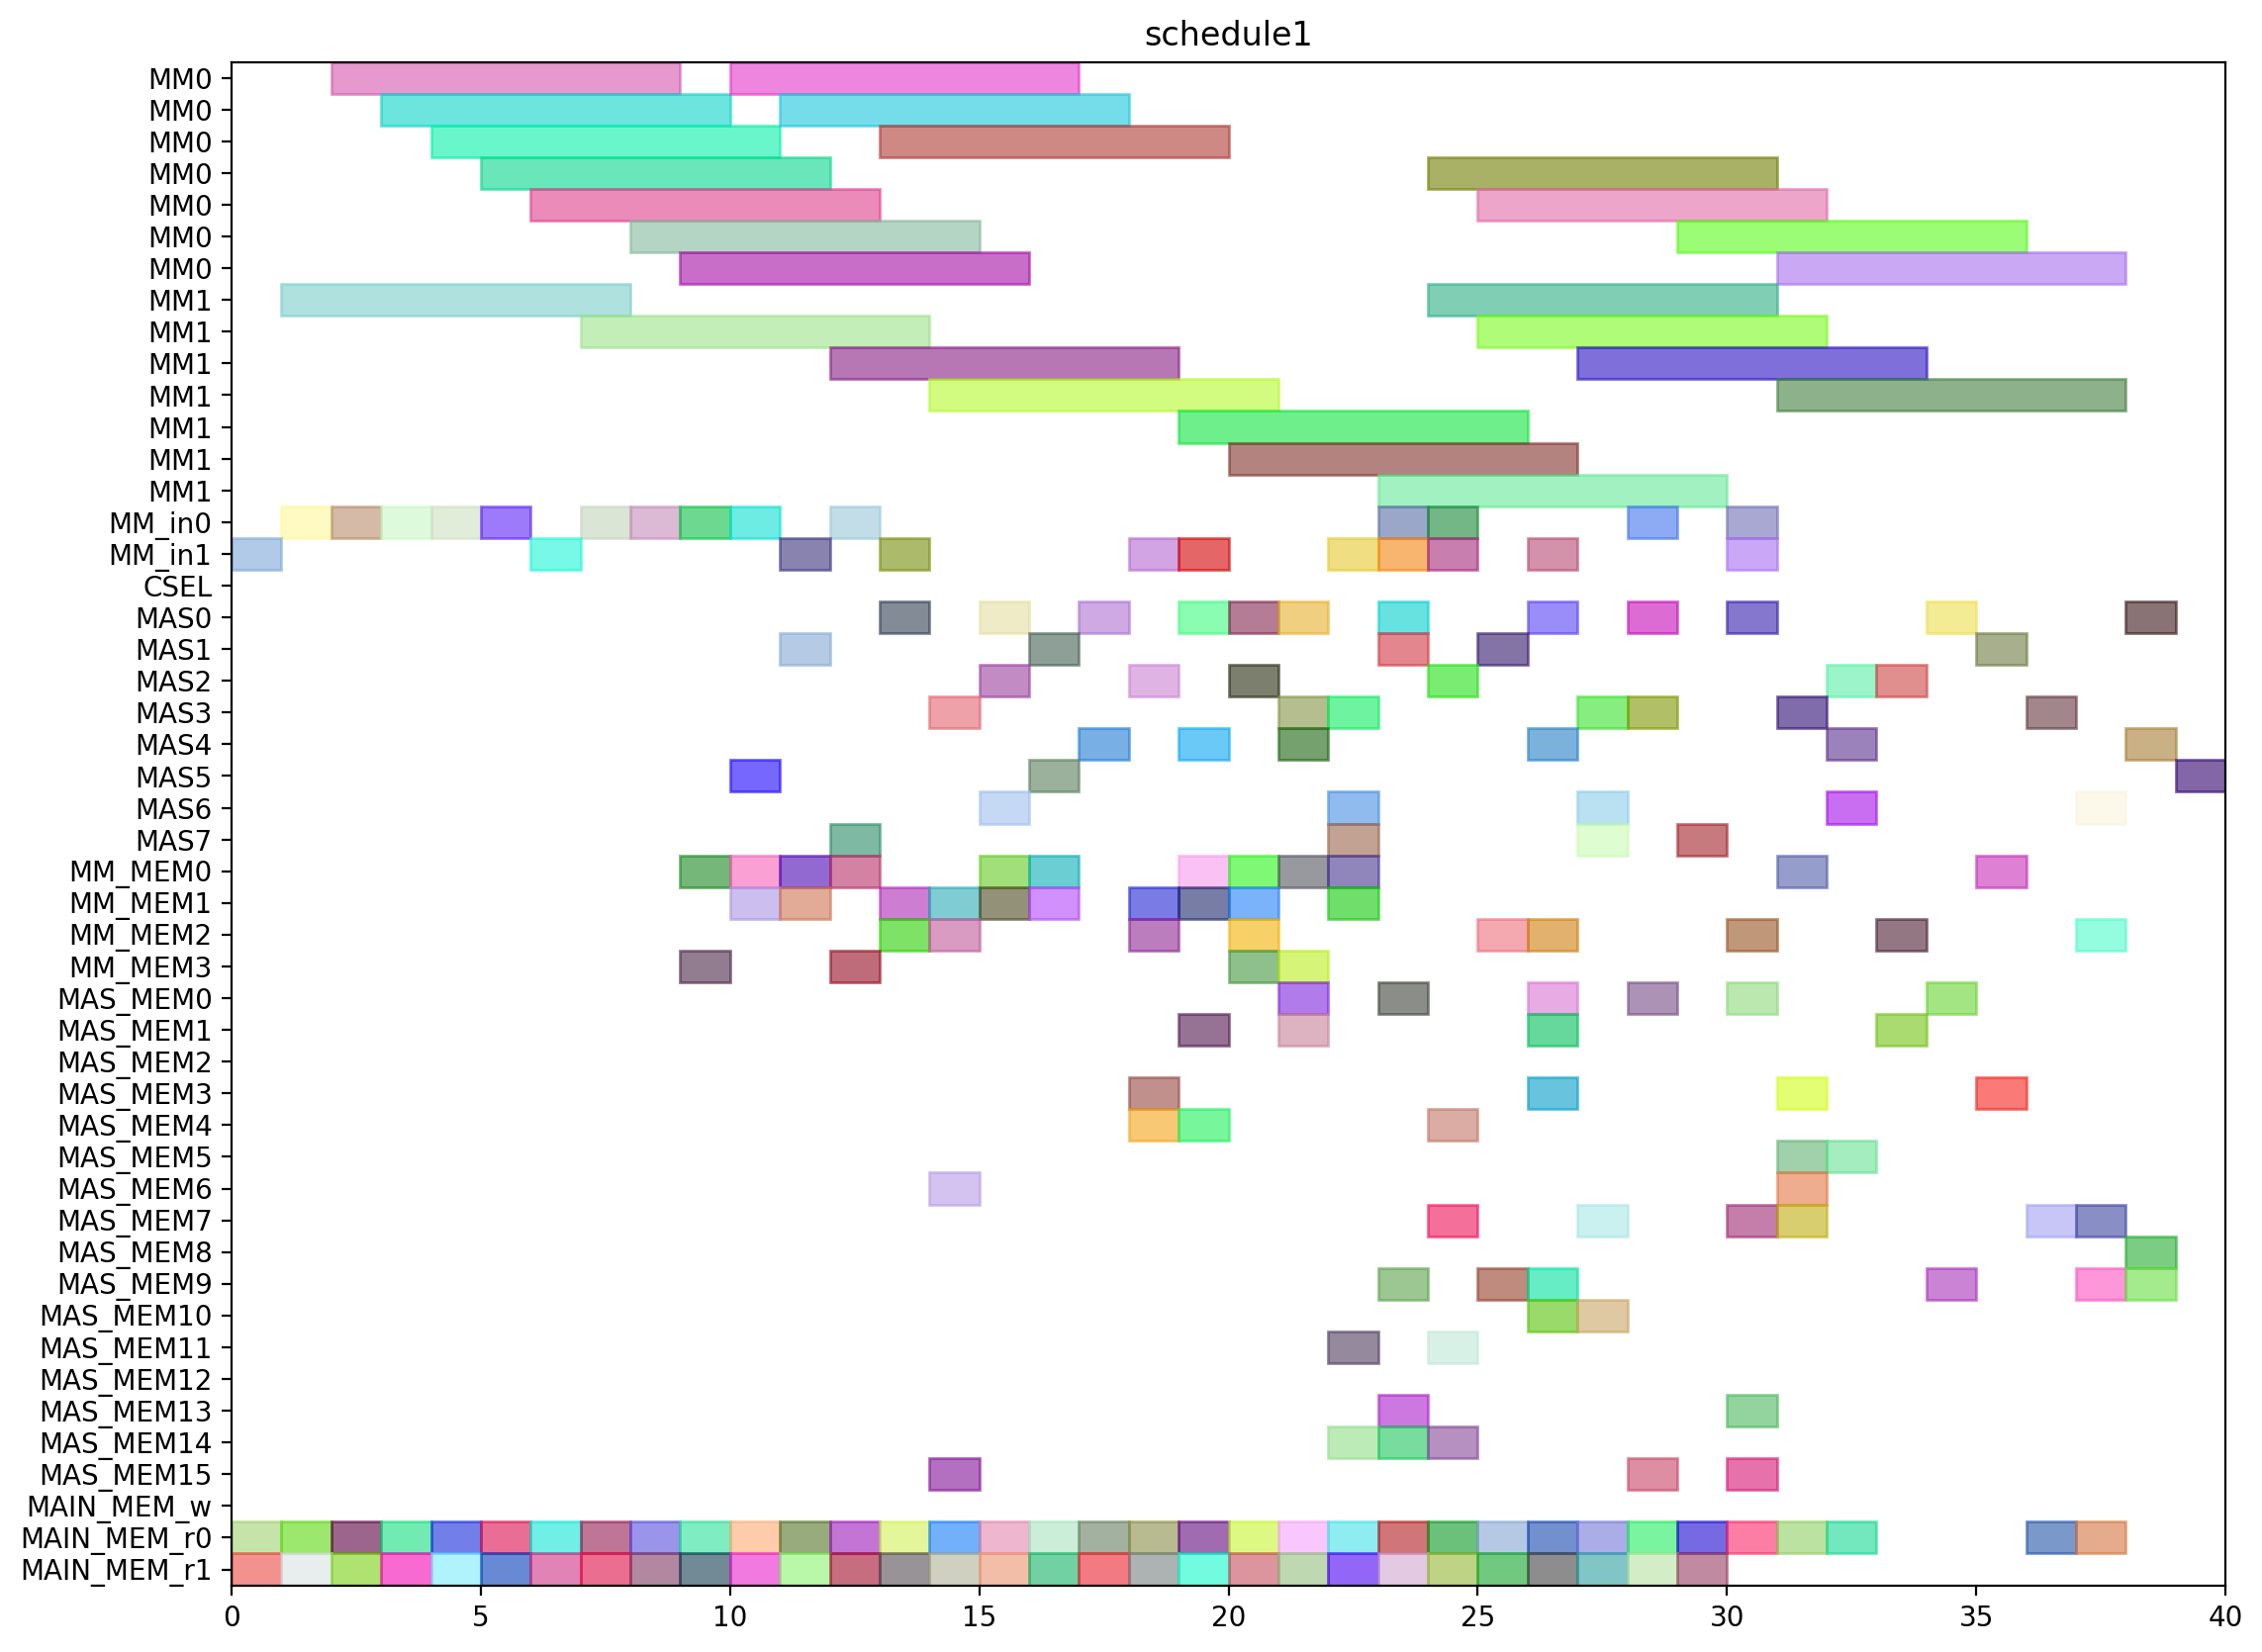 schedule1
MM0
MM0
MM0
MM0
MM0
MM0
MM0
MM1
MM1
MM1
MM1
MM1
MM1
MM1
MM_in0
MM_in1
CSEL
MAS0
MAS1
MAS2
MAS3
MAS4
MAS5
MAS6
MAS7
MM_MEM0
MM_MEM1
MM_MEM2
MM_MEM3
MAS_MEM0
MAS_MEM1
MAS_MEM2
MAS_MEM3
MAS_MEM4
MAS_MEM5
MAS_MEM6
MAS_MEM7
MAS_MEM8
MAS_MEM9
MAS_MEM10
MAS_MEM11
MAS_MEM12
MAS_MEM13
MAS_MEM14
MAS_MEM15
MAIN_MEM_w
MAIN_MEM_r0
MAIN_MEM_r1
0 5 10 15 20 25 30 35 40